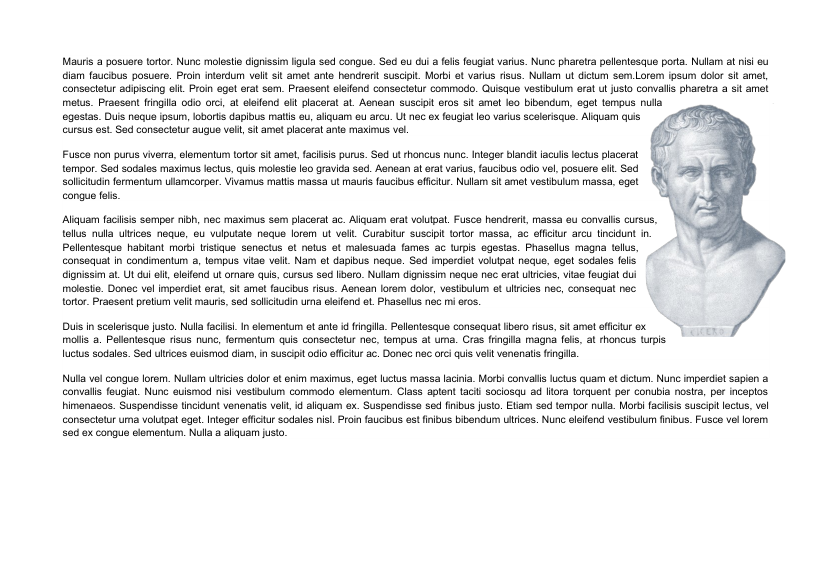 Mauris a posuere tortor. Nunc molestie dignissim ligula sed congue. Sed eu dui a felis feugiat varius. Nunc pharetra pellentesque porta. Nullam at nisi eu
diam faucibus posuere. Proin interdum velit sit amet ante hendrerit suscipit. Morbi et varius risus. Nullam ut dictum sem.Lorem ipsum dolor sit amet,
consectetur adipiscing elit. Proin eget erat sem. Praesent eleifend consectetur commodo. Quisque vestibulum erat ut justo convallis pharetra a sit amet
metus. Praesent fringilla odio orci, at eleifend elit placerat at. Aenean suscipit eros sit amet leo bibendum, eget tempus nulla
egestas. Duis neque ipsum, lobortis dapibus mattis eu, aliquam eu arcu. Ut nec ex feugiat leo varius scelerisque. Aliquam quis
cursus est. Sed consectetur augue velit, sit amet placerat ante maximus vel.
Fusce non purus viverra, elementum tortor sit amet, facilisis purus. Sed ut rhoncus nunc. Integer blandit iaculis lectus placerat
tempor. Sed sodales maximus lectus, quis molestie leo gravida sed. Aenean at erat varius, faucibus odio vel, posuere elit. Sed
sollicitudin fermentum ullamcorper. Vivamus mattis massa ut mauris faucibus efficitur. Nullam sit amet vestibulum massa, eget
congue felis.
Aliquam facilisis semper nibh, nec maximus sem placerat ac. Aliquam erat volutpat. Fusce hendrerit, massa eu convallis cursus,
tellus nulla ultrices neque, eu vulputate neque lorem ut velit. Curabitur suscipit tortor massa, ac efficitur arcu tincidunt in.
Pellentesque habitant morbi tristique senectus et netus et malesuada fames ac turpis egestas. Phasellus magna tellus,
consequat in condimentum a, tempus vitae velit. Nam et dapibus neque. Sed imperdiet volutpat neque, eget sodales felis
dignissim at. Ut dui elit, eleifend ut ornare quis, cursus sed libero. Nullam dignissim neque nec erat ultricies, vitae feugiat dui
molestie. Donec vel imperdiet erat, sit amet faucibus risus. Aenean lorem dolor, vestibulum et ultricies nec, consequat nec
tortor. Praesent pretium velit mauris, sed sollicitudin urna eleifend et. Phasellus nec mi eros.
CICERO
Duis in scelerisque justo. Nulla facilisi. In elementum et ante id fringilla. Pellentesque consequat libero risus, sit amet efficitur ex
mollis a. Pellentesque risus nunc, fermentum quis consectetur nec, tempus at urna. Cras fringilla magna felis, at rhoncus turpis
luctus sodales. Sed ultrices euismod diam, in suscipit odio efficitur ac. Donec nec orci quis velit venenatis fringilla.
Nulla vel congue lorem. Nullam ultricies dolor et enim maximus, eget luctus massa lacinia. Morbi convallis luctus quam et dictum. Nunc imperdiet sapien a
convallis feugiat. Nunc euismod nisi vestibulum commodo elementum. Class aptent taciti sociosqu ad litora torquent per conubia nostra, per inceptos
himenaeos. Suspendisse tincidunt venenatis velit, id aliquam ex. Suspendisse sed finibus justo. Etiam sed tempor nulla. Morbi facilisis suscipit lectus, vel
consectetur urna volutpat eget. Integer efficitur sodales nisl. Proin faucibus est finibus bibendum ultrices. Nunc eleifend vestibulum finibus. Fusce vel lorem
sed ex congue elementum. Nulla a aliquam justo.